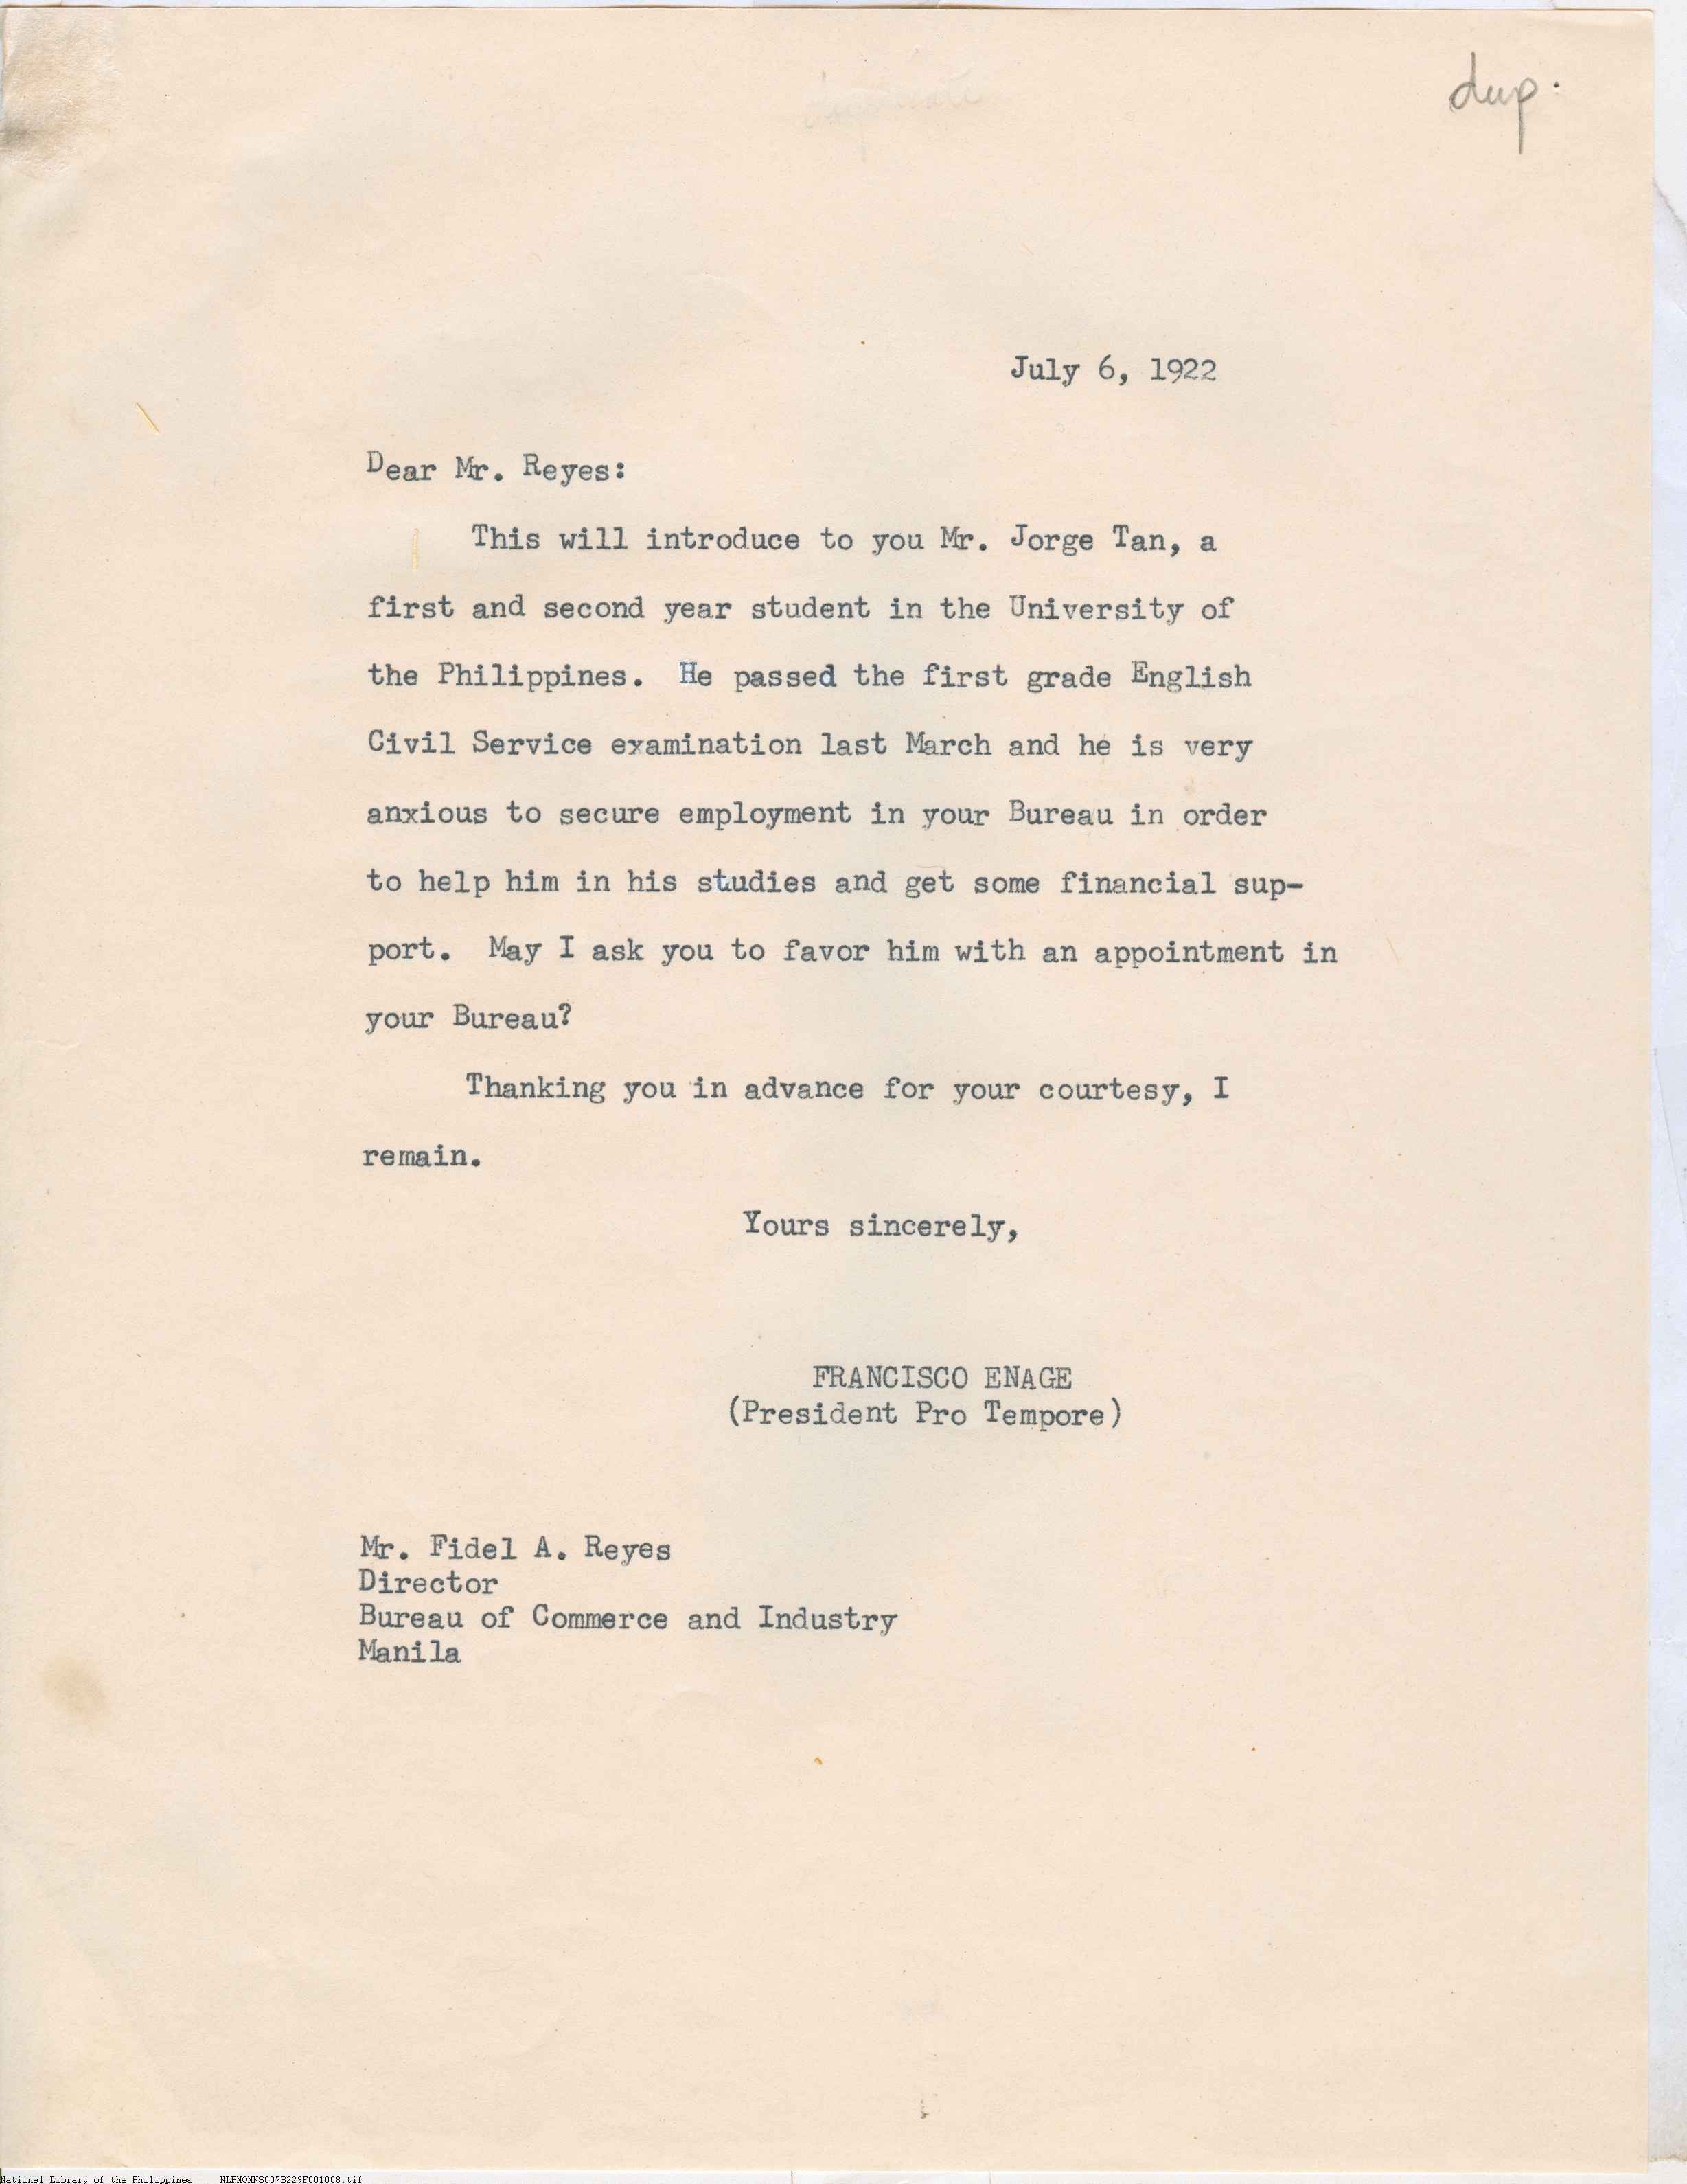 dup.
July 6, 1922
Dear Mr. Reyes:
This will introduce to you Mr. Jorge Tan, a
first and second year student in the University of
the Philippines. He passed the first grade English
Civil Service examination last March and he is very
anxious to secure employment in your Bureau in order
to help him in his studies and get some financial sup-
port. May I ask you to favor him with an appointment in
your Bureau?
Thanking you in advance for your courtesy, I
remain.
Yours sincerely,
FRANCISCO ENAGE
(President Pro Tempore)
Mr. Fidel A. Reyes
Director
Bureau of Commerce and Industry
Manila
National Library of the Philippines NLPMQMNS007B229F001008.tif